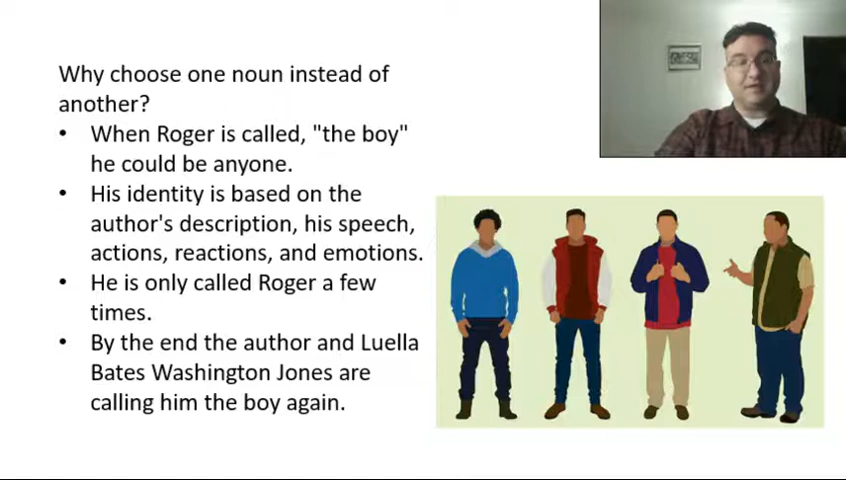 Why choose one noun instead of
another?
• When Roger is called, "the boy"
he could be anyone.
• His identity is based on the
author's description, his speech,
actions, reactions, and emotions.
• He is only called Roger a few
times.
• By the end the author and Luella
Bates Washington Jones are
calling him the boy again.